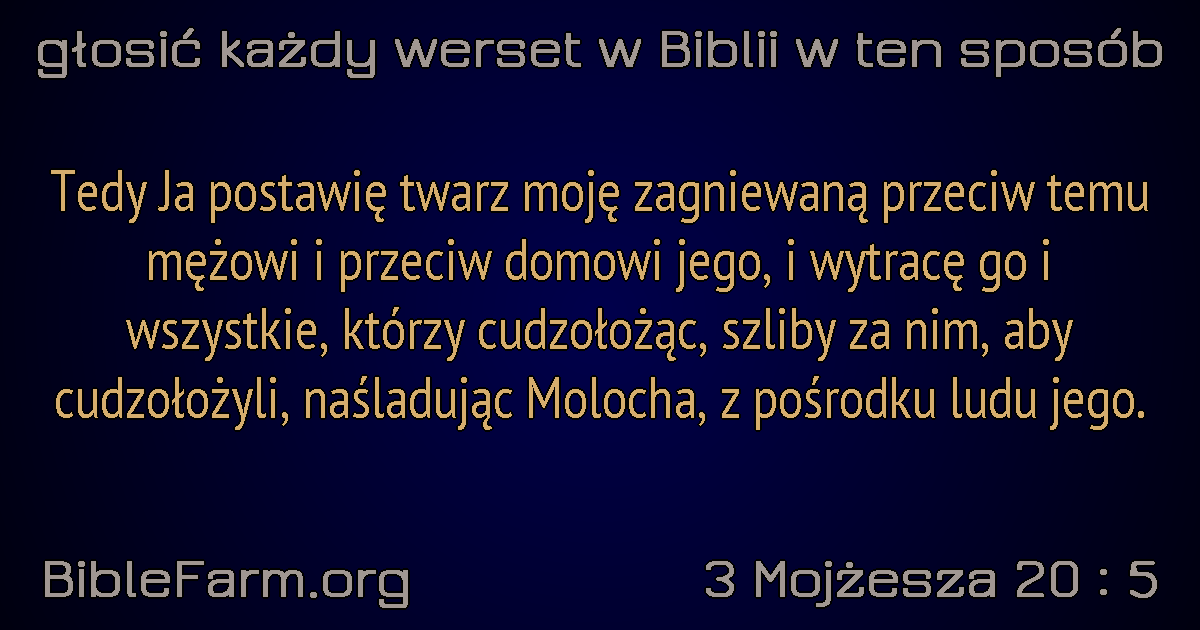 głosić każdy werset w Biblii w ten sposób
Tedy Ja postawię twarz moję zagniewaną przeciw temu
mężowi i przeciw domowi jego, i wytracę go i
wszystkie, którzy cudzołożąc, szliby za nim, aby
cudzołożyli, naśladując Molocha, z pośrodku ludu jego.
BibleFarm.org
3 Mojżesza 20 : 5